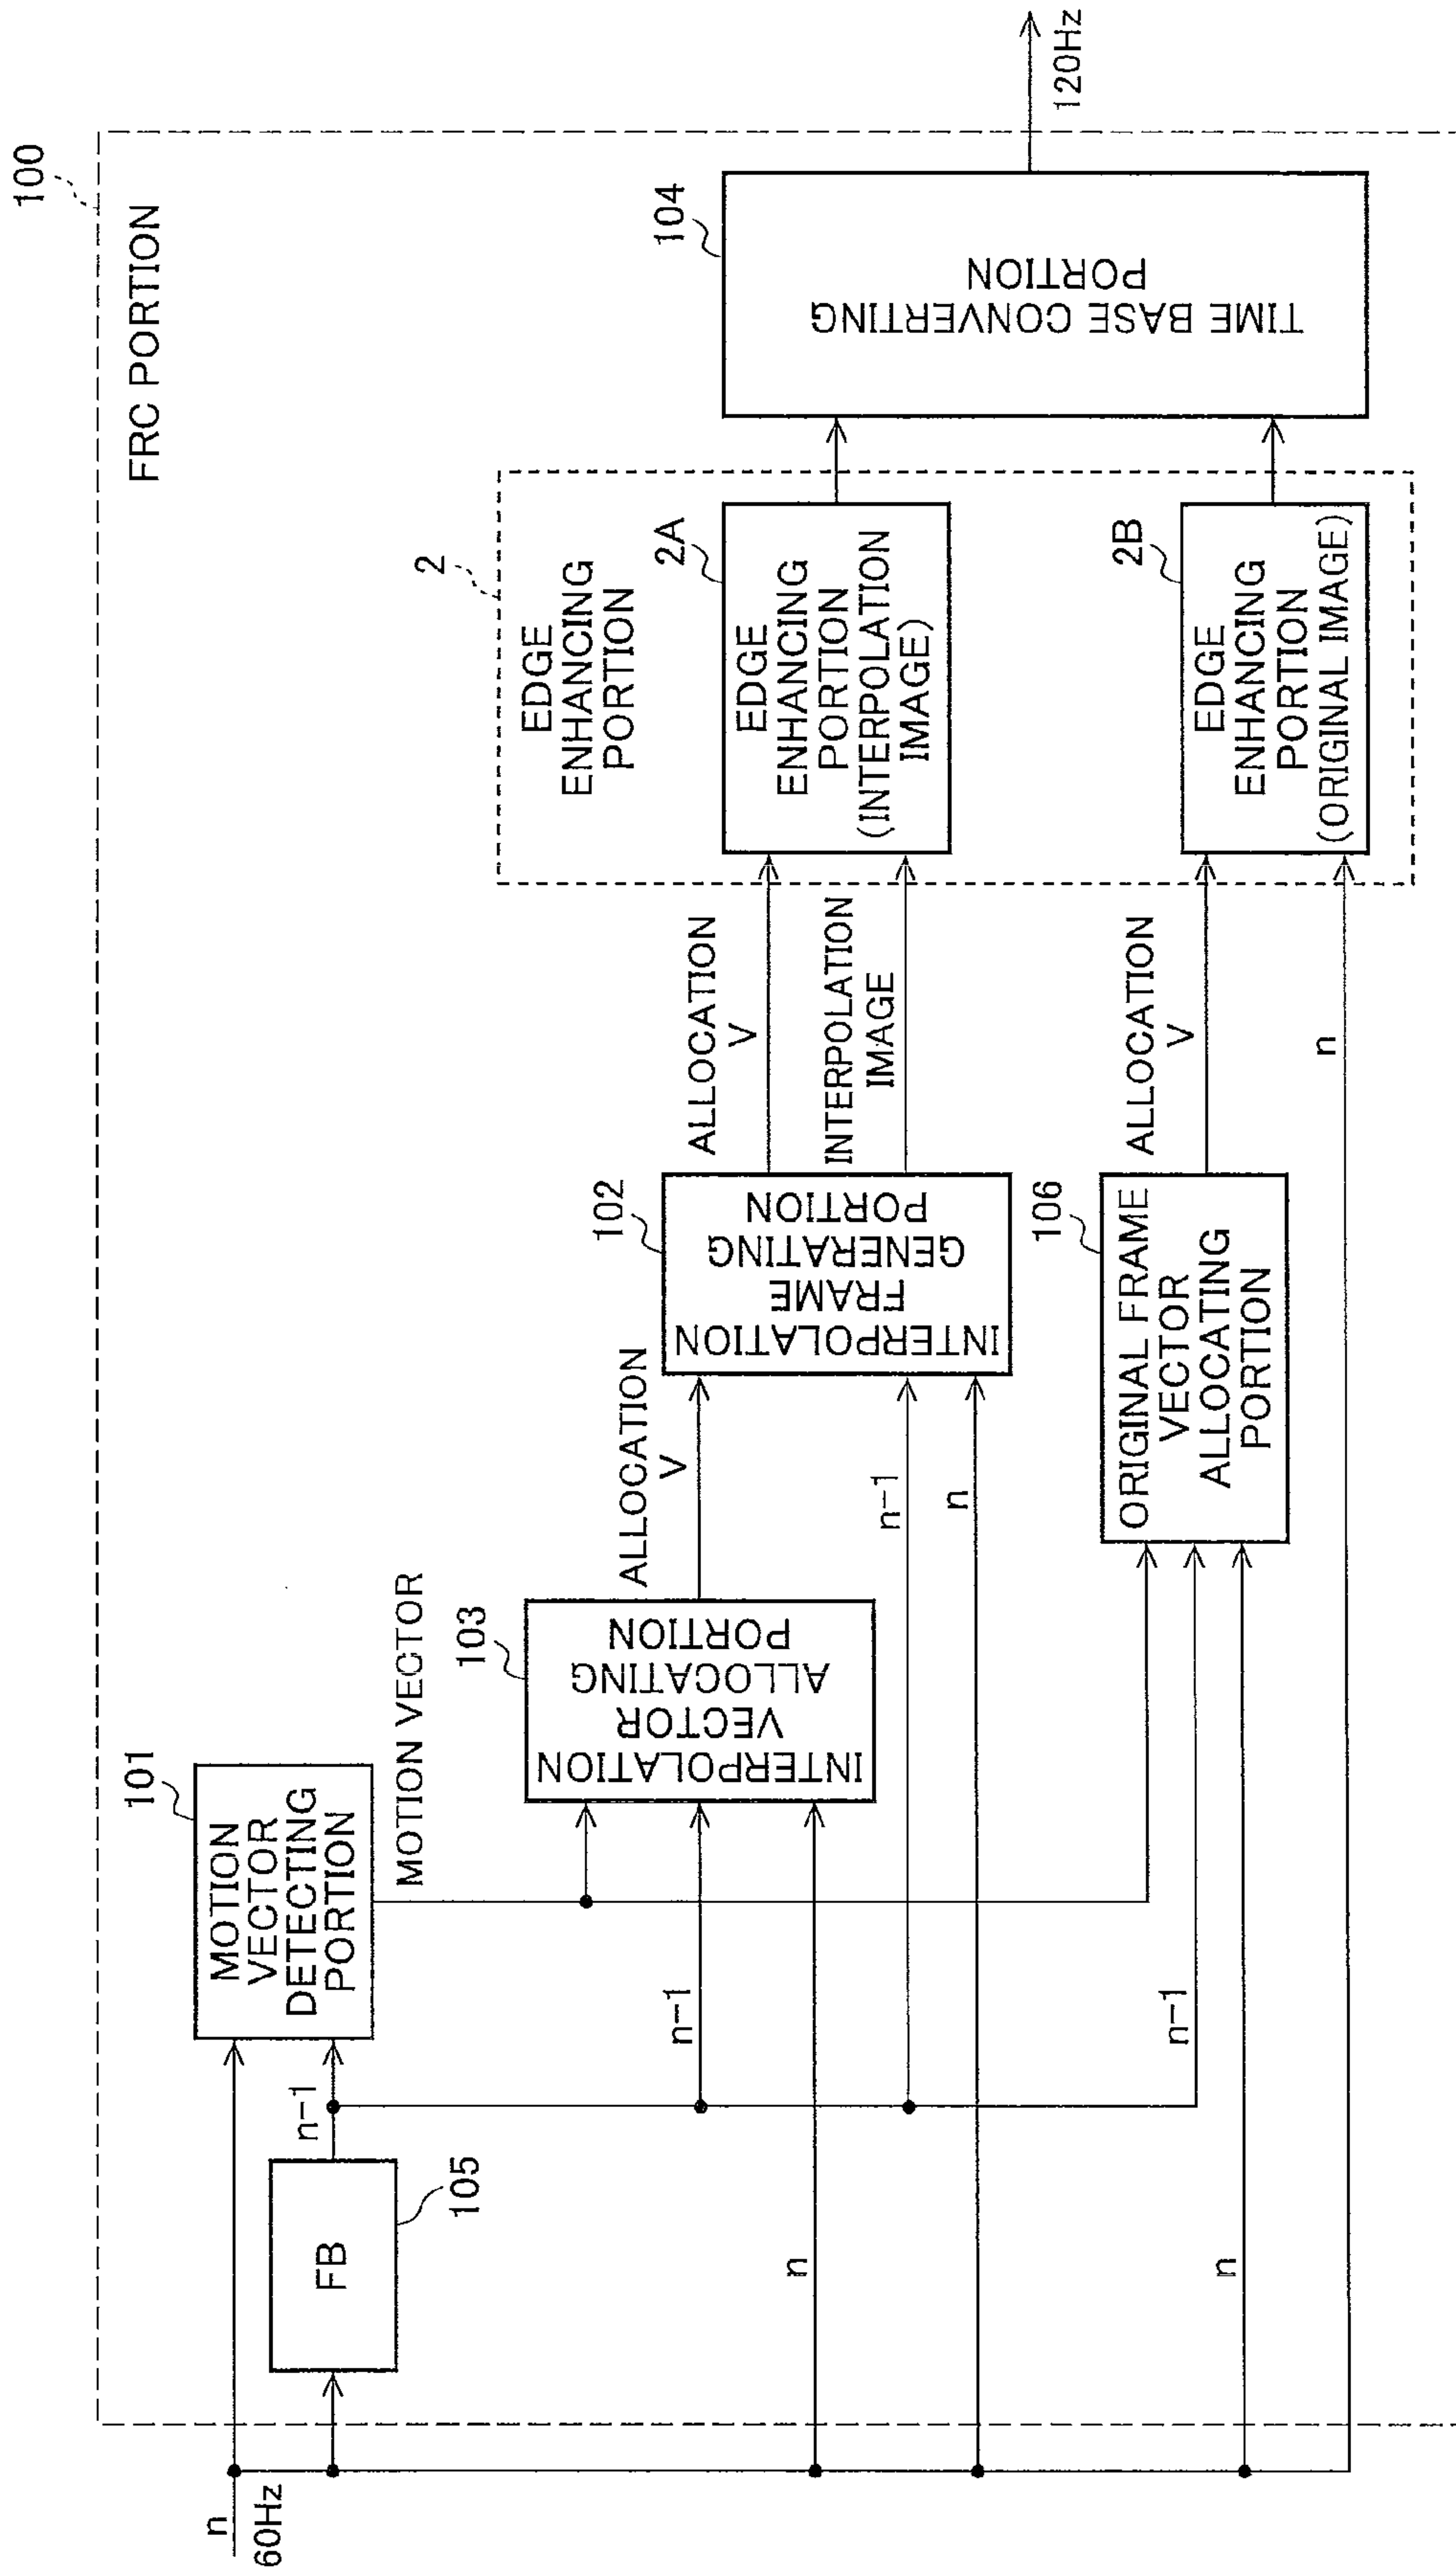 100
FRC PORTION
n
60Hz
FB
105
n-1
101
MOTION
VECTOR
DETECTING
PORTION
MOTION VECTOR
n-1
n
103
INTERPOLATION
VECTOR
ALLOCATING
PORTION
ALLOCATION
V
n-1
n
102
INTERPOLATION
FRAME
GENERATING
PORTION
ALLOCATION
V
INTERPOLATION
IMAGE
n-1
n
106
ORIGINAL FRAME
VECTOR
ALLOCATING
PORTION
ALLOCATION
V
n
2
EDGE
ENHANCING
PORTION
2A
EDGE
ENHANCING
PORTION
(INTERPOLATION
IMAGE)
2B
EDGE
ENHANCING
PORTION
(ORIGINAL IMAGE)
104
TIME BASE CONVERTING
PORTION
120Hz